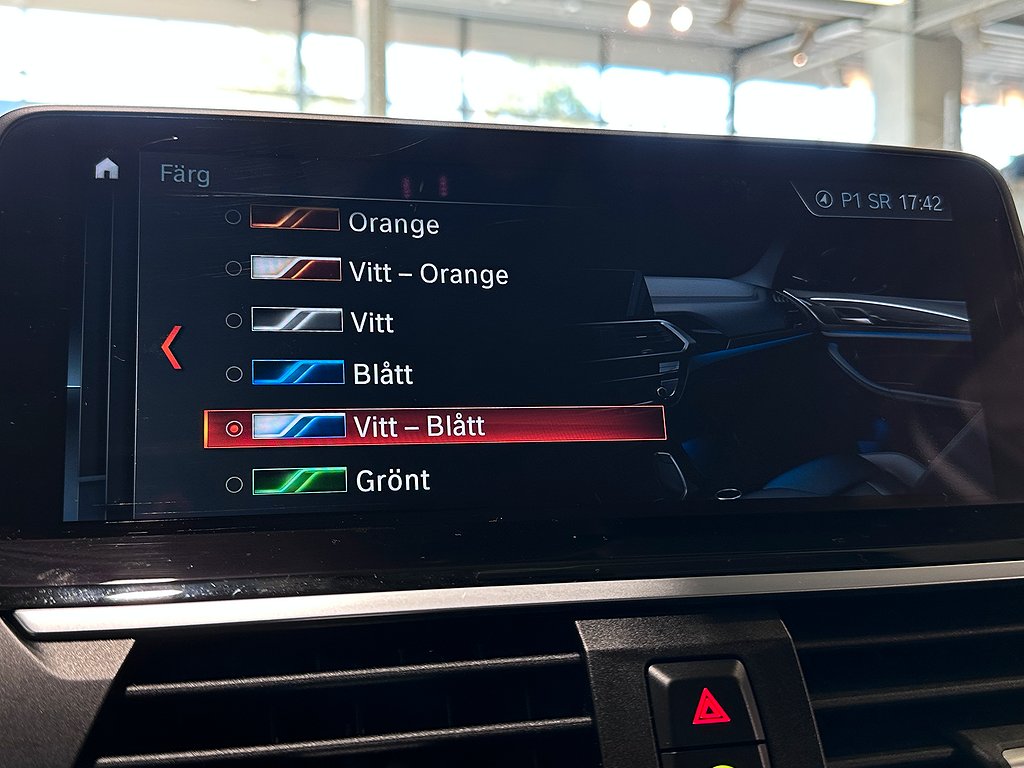 Färg
P1 SR 17:42
Orange
Vitt – Orange
Vitt
Blått
Vitt – Blått
Grönt